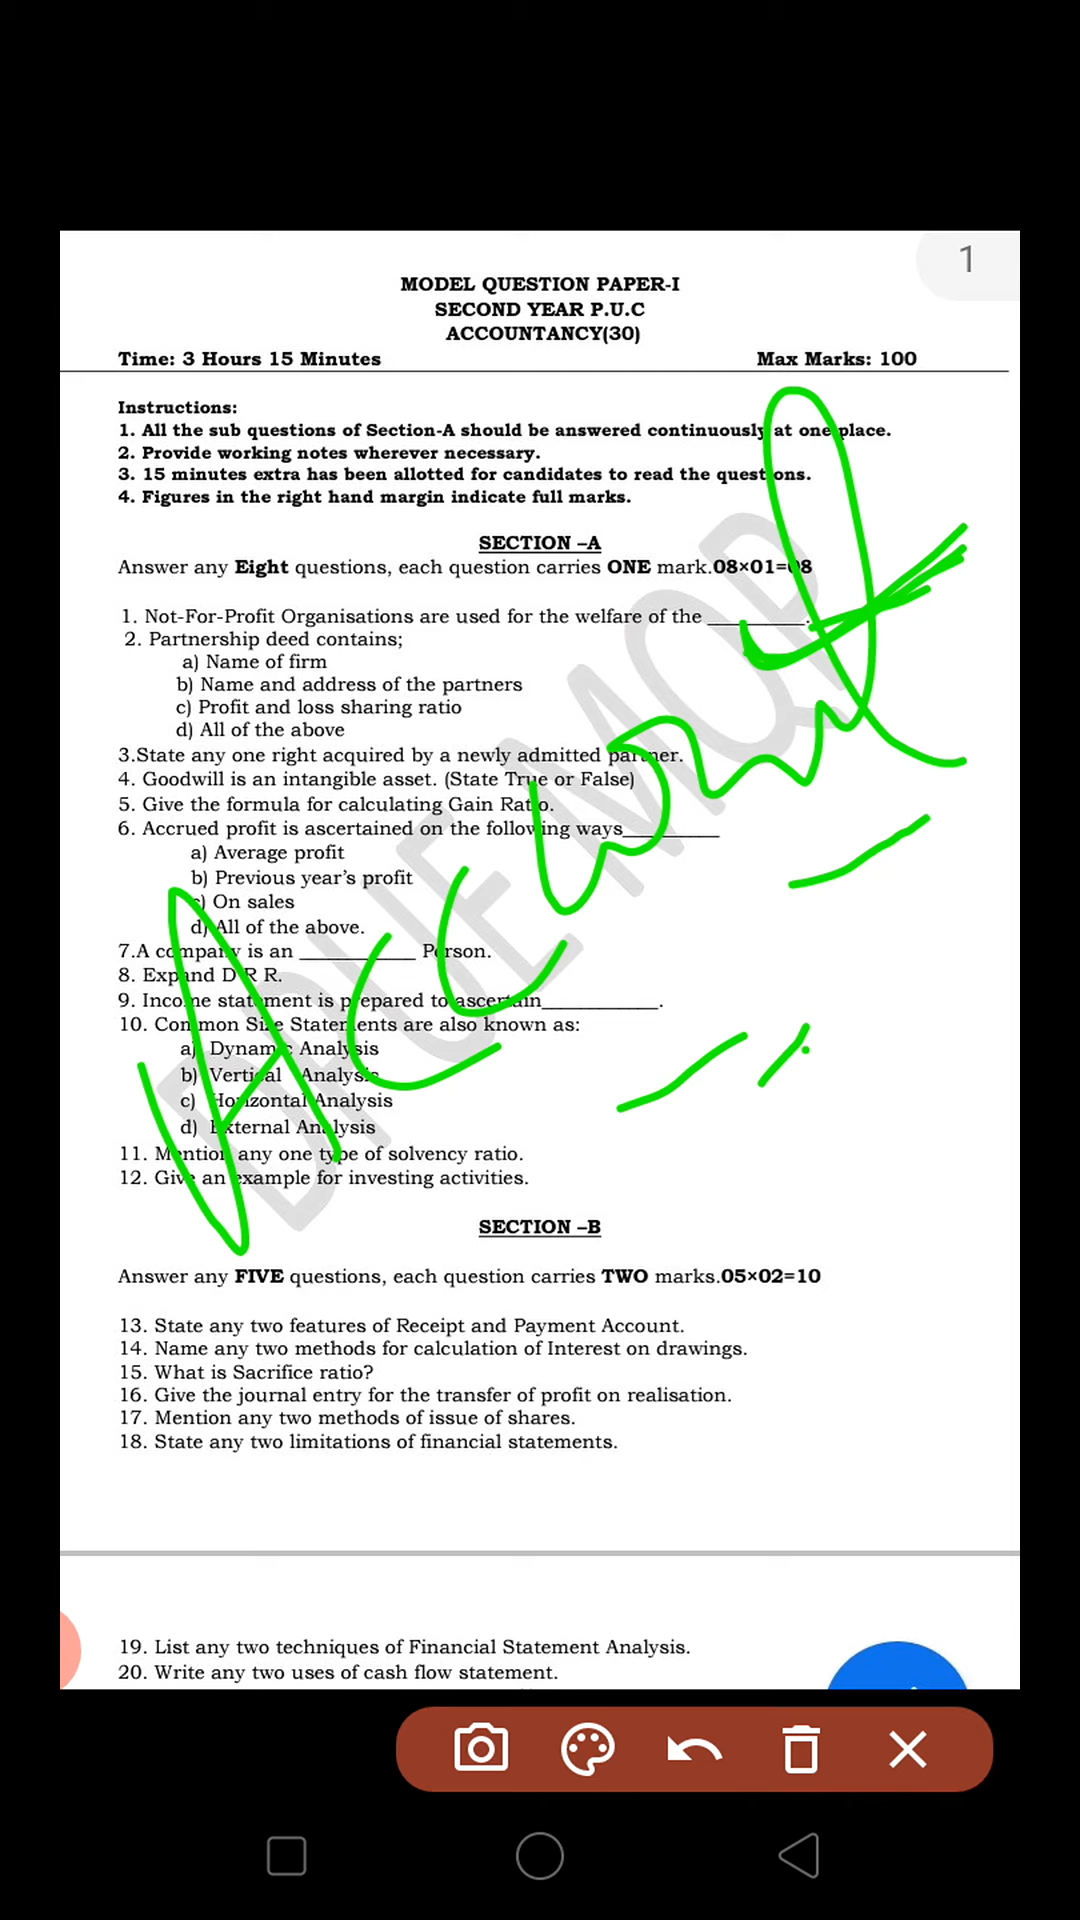 1
MODEL QUESTION PAPER-I
SECOND YEAR P.U.C
ACCOUNTANCY(30)
Time: 3 Hours 15 Minutes Max Marks: 100
Instructions:
1. All the sub questions of Section-A should be answered continuously at one place.
2. Provide working notes wherever necessary.
3. 15 minutes extra has been allotted for candidates to read the questions.
4. Figures in the right hand margin indicate full marks.
SECTION –A
Answer any Eight questions, each question carries ONE mark.08×01=08
1. Not-For-Profit Organisations are used for the welfare of the __________.
2. Partnership deed contains;
a) Name of firm
b) Name and address of the partners
c) Profit and loss sharing ratio
d) All of the above
3.State any one right acquired by a newly admitted partner.
4. Goodwill is an intangible asset. (State True or False)
5. Give the formula for calculating Gain Ratio.
6. Accrued profit is ascertained on the following ways__________
a) Average profit
b) Previous year's profit
c) On sales
d) All of the above.
7.A company is an ____________ Person.
8. Expand D R R.
9. Income statement is prepared to ascertain____________.
10. Common Size Statements are also known as:
a) Dynamic Analysis
b) Vertical Analysis
c) Horizontal Analysis
d) External Analysis
11. Mention any one type of solvency ratio.
12. Give an example for investing activities.
Account
SECTION –B
Answer any FIVE questions, each question carries TWO marks.05×02=10
13. State any two features of Receipt and Payment Account.
14. Name any two methods for calculation of Interest on drawings.
15. What is Sacrifice ratio?
16. Give the journal entry for the transfer of profit on realisation.
17. Mention any two methods of issue of shares.
18. State any two limitations of financial statements.
19. List any two techniques of Financial Statement Analysis.
20. Write any two uses of cash flow statement.